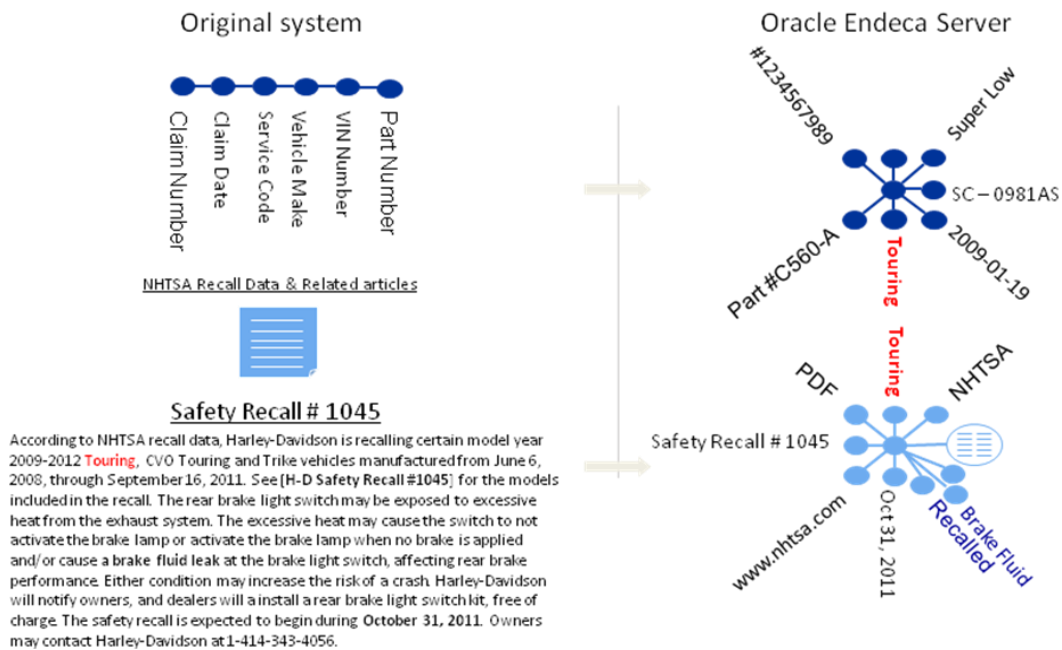 Original system
Oracle Endeca Server
Claim Number
Claim Date
Service Code
Vehicle Make
VIN Number
Part Number
NHTSA Recall Data & Related articles
Safety Recall # 1045
According to NHTSA recall data, Harley-Davidson is recalling certain model year
2009-2012 Touring, CVO Touring and Trike vehicles manufactured from June 6,
2008, through September 16, 2011. See [H-D Safety Recall #1045] for the models
included in the recall. The rear brake light switch may be exposed to excessive
heat from the exhaust system. The excessive heat may cause the switch to not
activate the brake lamp or activate the brake lamp when no brake is applied
and/or cause a brake fluid leak at the brake light switch, affecting rear brake
performance. Either condition may increase the risk of a crash. Harley-Davidson
will notify owners, and dealers will a install a rear brake light switch kit, free of
charge. The safety recall is expected to begin during October 31, 2011. Owners
may contact Harley-Davidson at 1-414-343-4056.
#1234567989
Super Low
SC – 0981AS
2009-01-19
Touring
Part #C560-A
PDF
Touring
NHTSA
Safety Recall # 1045
www.nhtsa.com
Oct 31, 2011
Recalled
Brake Fluid